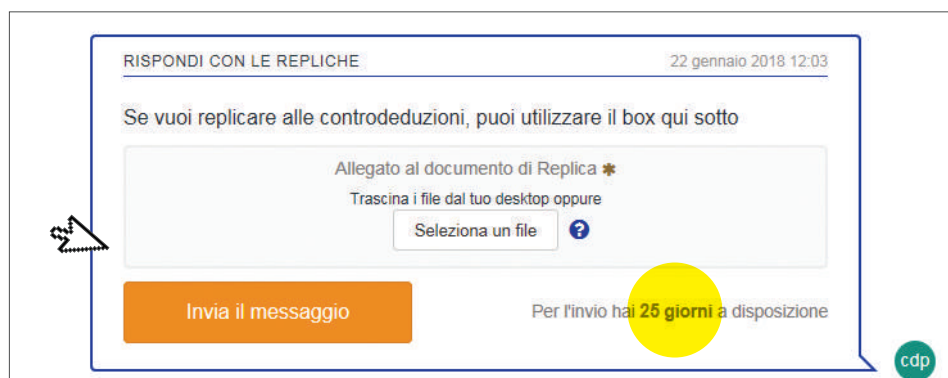 RISPONDI CON LE REPLICHE 22 gennaio 2018 12:03
Se vuoi replicare alle controdeduzioni, puoi utilizzare il box qui sotto
Allegato al documento di Replica ✱
Trascina i file dal tuo desktop oppure
Seleziona un file ?
Invia il messaggio Per l'invio hai 25 giorni a disposizione
cdp